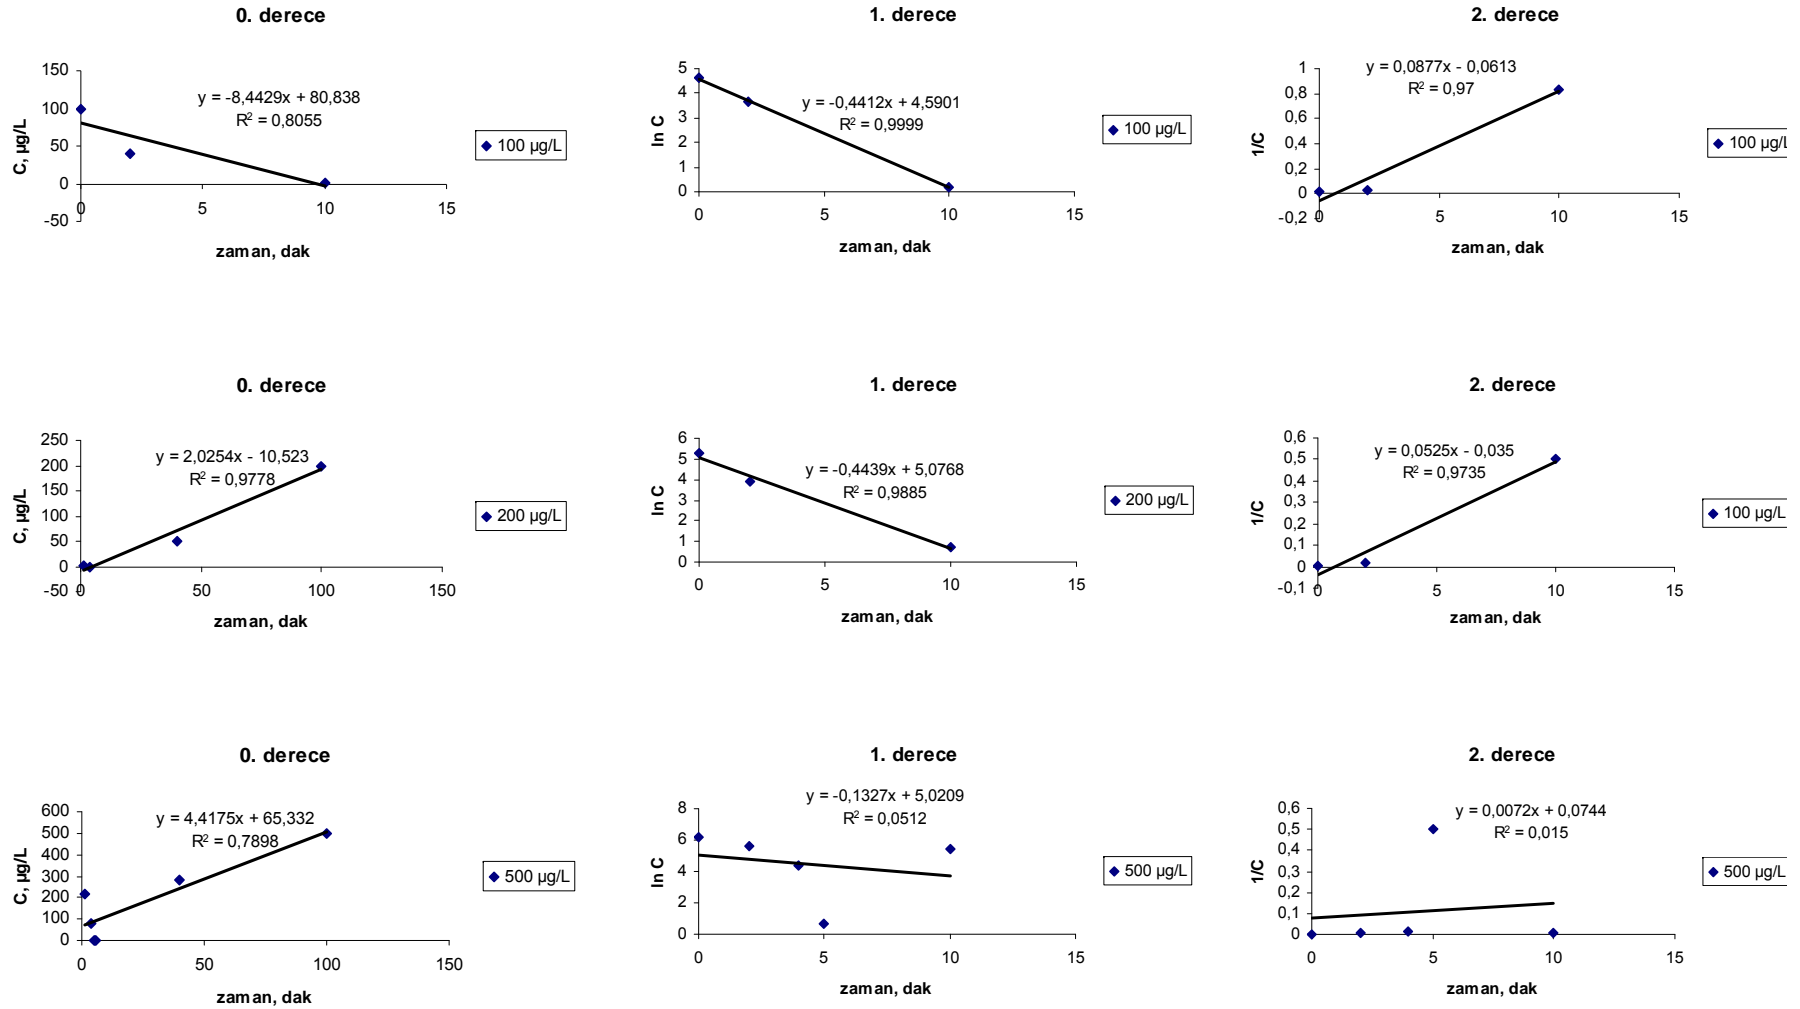 0. derece
150
100
50
0
-50
0
5
10
15
y = -8,4429x + 80,838
R² = 0,8055
C, µg/L
zaman, dak
100 µg/L
1. derece
5
4
3
2
1
0
0
5
10
15
y = -0,4412x + 4,5901
R² = 0,9999
ln C
zaman, dak
100 µg/L
2. derece
1
0,8
0,6
0,4
0,2
0
-0,2
0
5
10
15
y = 0,0877x - 0,0613
R² = 0,97
1/C
zaman, dak
100 µg/L
0. derece
250
200
150
100
50
0
-50
0
50
100
150
y = 2,0254x - 10,523
R² = 0,9778
C, µg/L
zaman, dak
200 µg/L
1. derece
6
5
4
3
2
1
0
0
5
10
15
y = -0,4439x + 5,0768
R² = 0,9885
ln C
zaman, dak
200 µg/L
2. derece
0,6
0,5
0,4
0,3
0,2
0,1
0
-0,1
0
5
10
15
y = 0,0525x - 0,035
R² = 0,9735
1/C
zaman, dak
100 µg/L
0. derece
600
500
400
300
200
100
0
0
50
100
150
y = 4,4175x + 65,332
R² = 0,7898
C, µg/L
zaman, dak
500 µg/L
1. derece
8
6
4
2
0
0
5
10
15
y = -0,1327x + 5,0209
R² = 0,0512
ln C
zaman, dak
500 µg/L
2. derece
0,6
0,5
0,4
0,3
0,2
0,1
0
0
5
10
15
y = 0,0072x + 0,0744
R² = 0,015
1/C
zaman, dak
500 µg/L